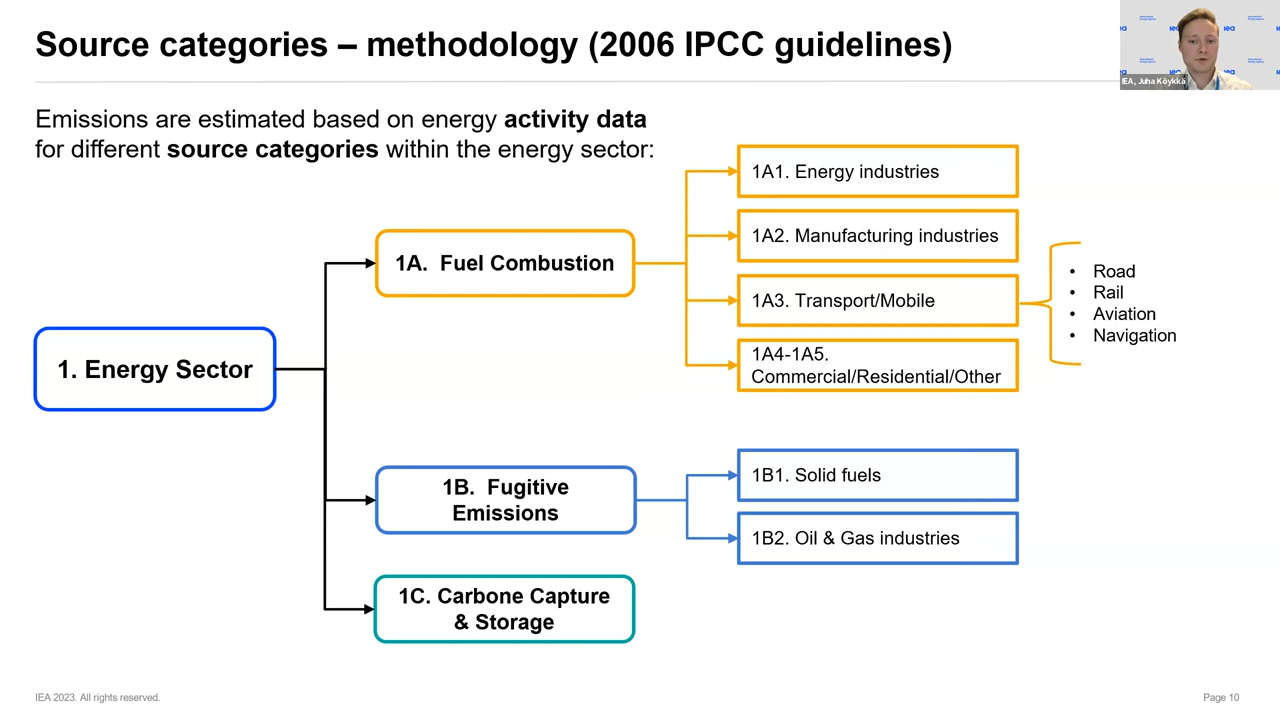 Source categories – methodology (2006 IPCC guidelines)
IEA, Juha Köykkä
Emissions are estimated based on energy activity data
for different source categories within the energy sector:
1. Energy Sector
1A.  Fuel Combustion
1A1. Energy industries
1A2. Manufacturing industries
1A3. Transport/Mobile
1A4-1A5.
Commercial/Residential/Other
• Road
• Rail
• Aviation
• Navigation
1B.  Fugitive
Emissions
1B1. Solid fuels
1B2. Oil & Gas industries
1C. Carbone Capture
& Storage
IEA 2023. All rights reserved.
Page 10